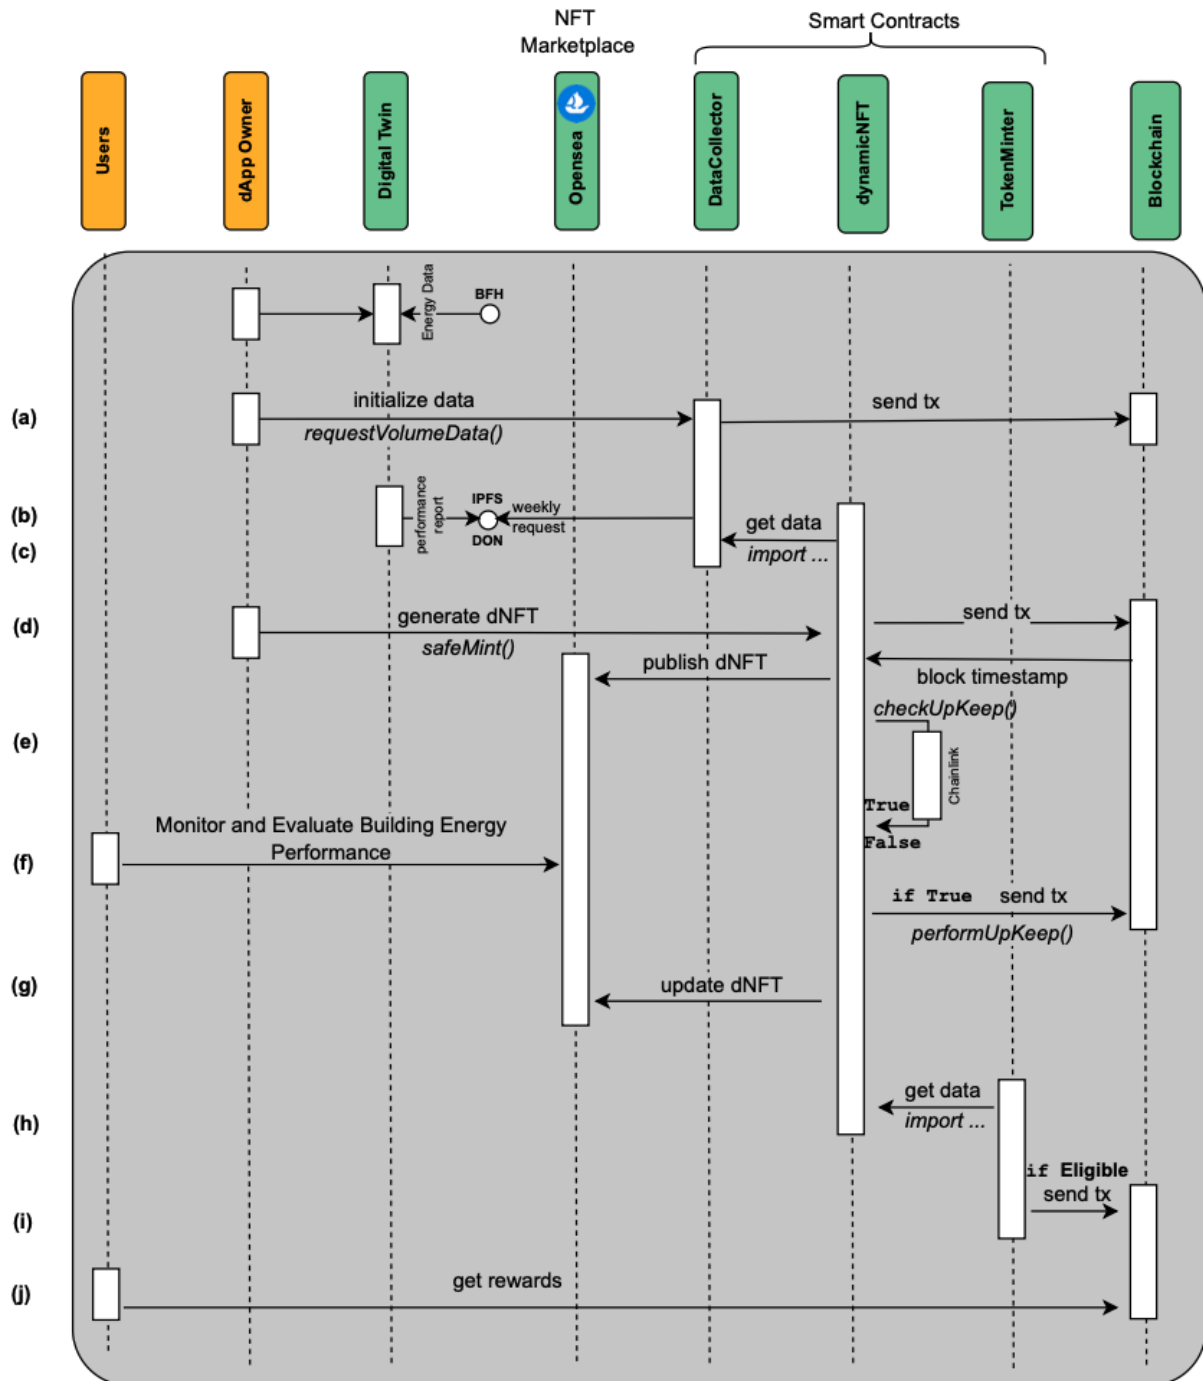 NFT
Marketplace
Smart Contracts
Users
dApp Owner
Digital Twin
Opensea
DataCollector
dynamicNFT
TokenMinter
Blockchain
Energy Data
BFH
(a)
initialize data
requestVolumeData()
send tx
(b)
performance
report
IPFS
DON
weekly
request
(c)
get data
import ...
(d)
generate dNFT
safeMint()
send tx
publish dNFT
block timestamp
(e)
checkUpKeep()
Chainlink
True
False
(f)
Monitor and Evaluate Building Energy
Performance
if True send tx
performUpKeep()
(g)
update dNFT
(h)
get data
import ...
if Eligible
send tx
(i)
(j)
get rewards